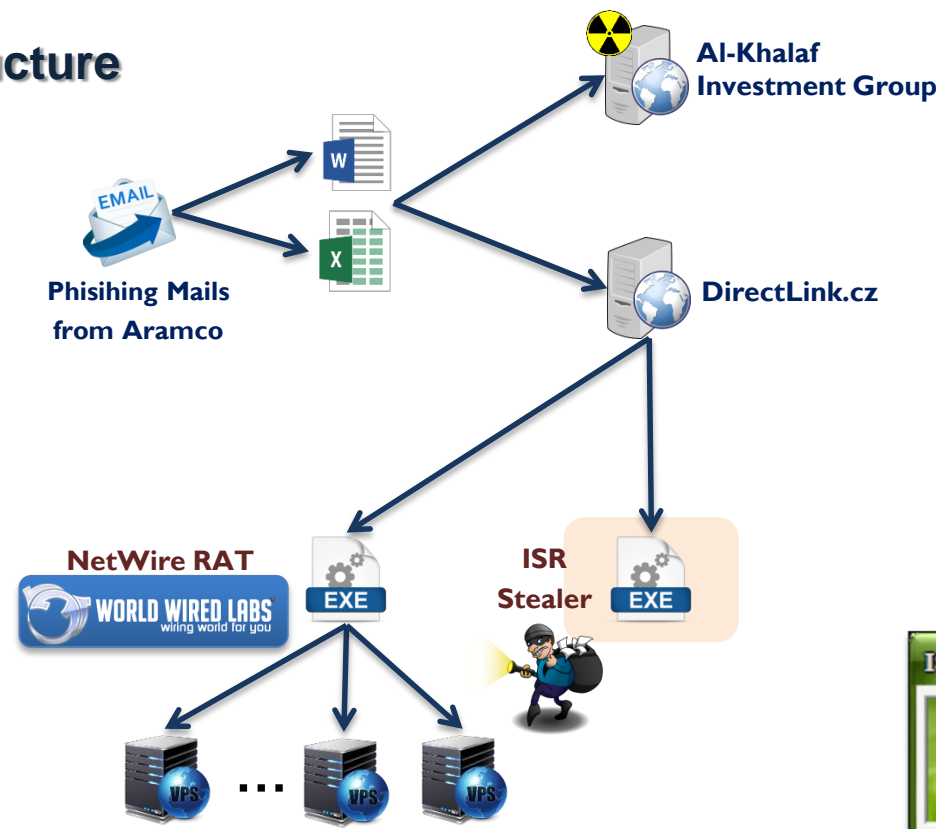 ucture
Al-Khalaf
Investment Group
EMAIL
W
X
Phisihing Mails
from Aramco
DirectLink.cz
NetWire RAT
WORLD WIRED LABS
wiring world for you
EXE
ISR
Stealer
EXE
VPS
...
VPS
VPS